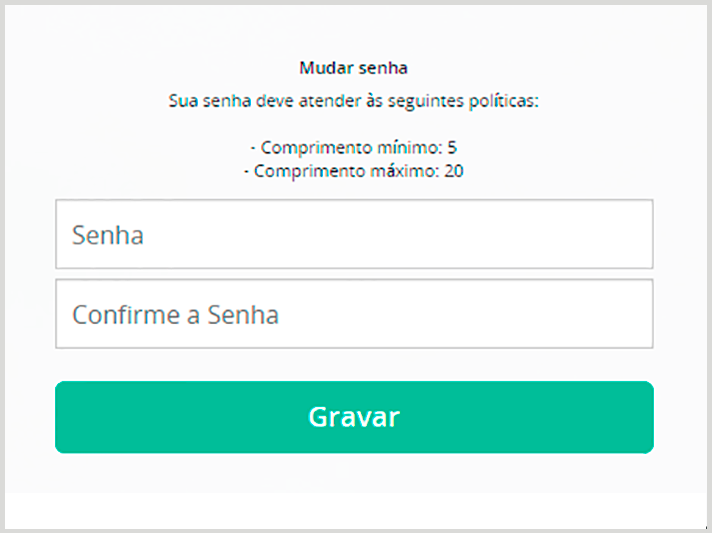 Mudar senha
Sua senha deve atender às seguintes políticas:
- Comprimento mínimo: 5
- Comprimento máximo: 20
Senha
Confirme a Senha
Gravar